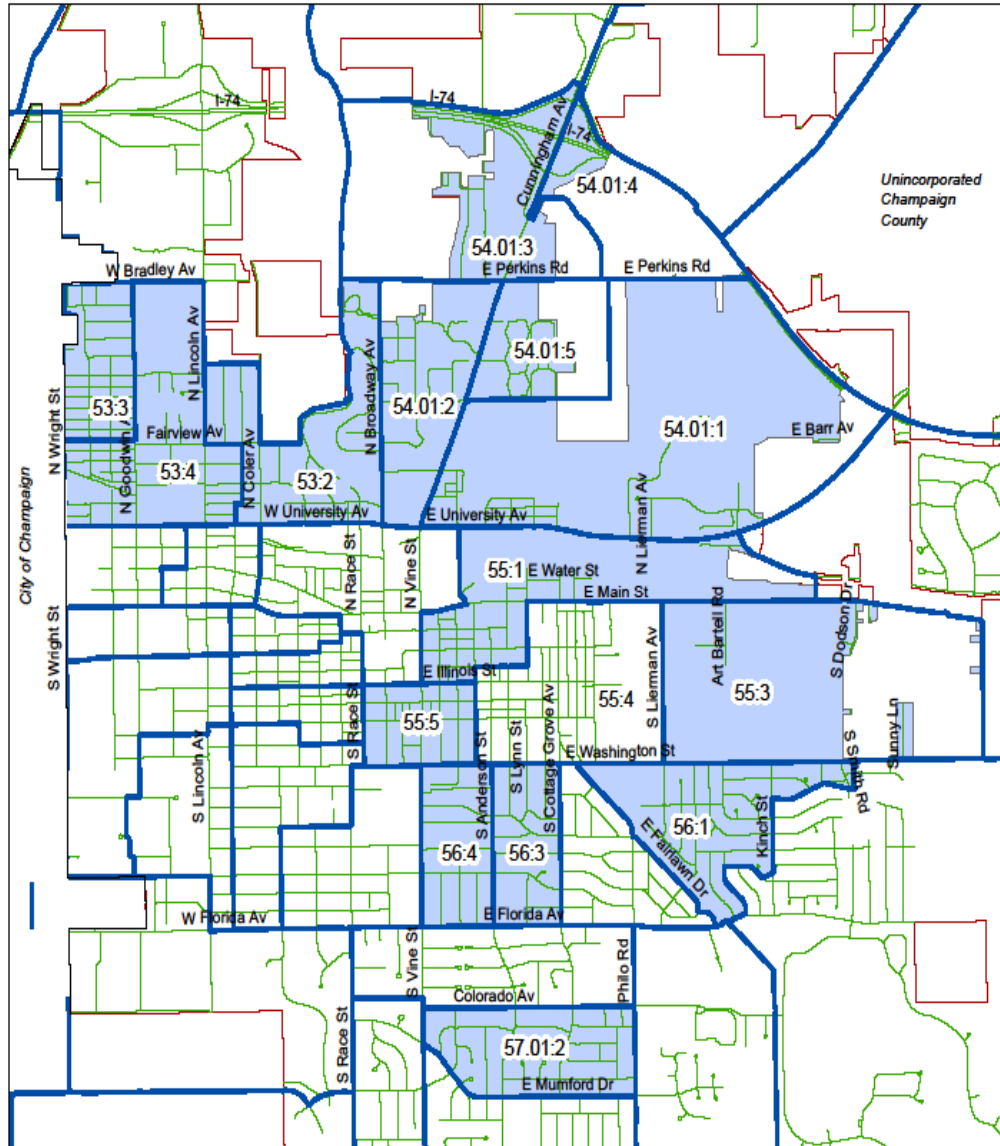 I-74
I-74
Cunningham Av
I-74
54.01:4
Unincorporated
Champaign
County
54.01:3
W Bradley Av
E Perkins Rd
E Perkins Rd
N Lincoln Av
54.01:5
N Broadway Av
53:3
54.01:2
N Wright St
N Goodwin A
Fairview Av
54.01:1
E Barr Av
53:4
N Coler Av
53:2
City of Champaign
W University Av
E University Av
N Lierman Av
N Race St
N Vine St
55:1
E Water St
E Main St
S Wright St
Art Bartell Rd
S Dodson Dr
E Illinois St
S Lierman Av
55:4
55:3
S Race St
55:5
S Lincoln Av
S Anderson St
S Lynn St
S Cottage Grove Av
E Washington St
Sunny Ln
S Smith Rd
56:4
56:3
56:1
Kinch St
E Fairlawn Dr
W Florida Av
E Florida Av
S Vine St
Philo Rd
S Race St
Colorado Av
57.01:2
E Mumford Dr